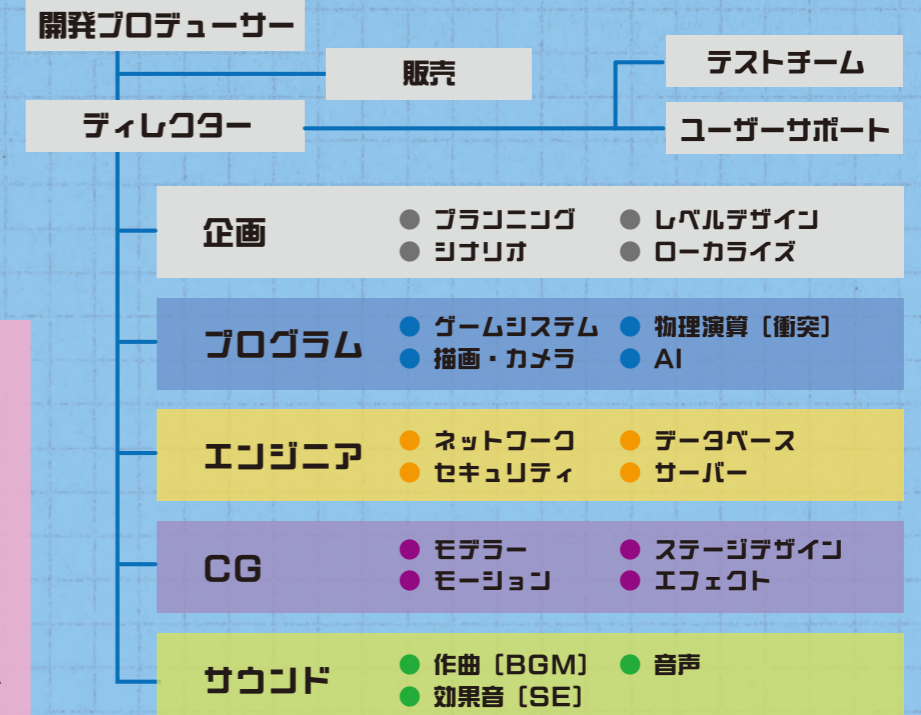 開発プロデューサー
販売
テストチーム
ディレクター
ユーザーサポート
企画
● プランニング ● レベルデザイン
● シナリオ ● ローカライズ
プログラム
● ゲームシステム ● 物理演算［衝突］
● 描画・カメラ ● AI
エンジニア
● ネットワーク ● データベース
● セキュリティ ● サーバー
CG
● モデラー ● ステージデザイン
● モーション ● エフェクト
サウンド
● 作曲［BGM］ ● 音声
● 効果音［SE］